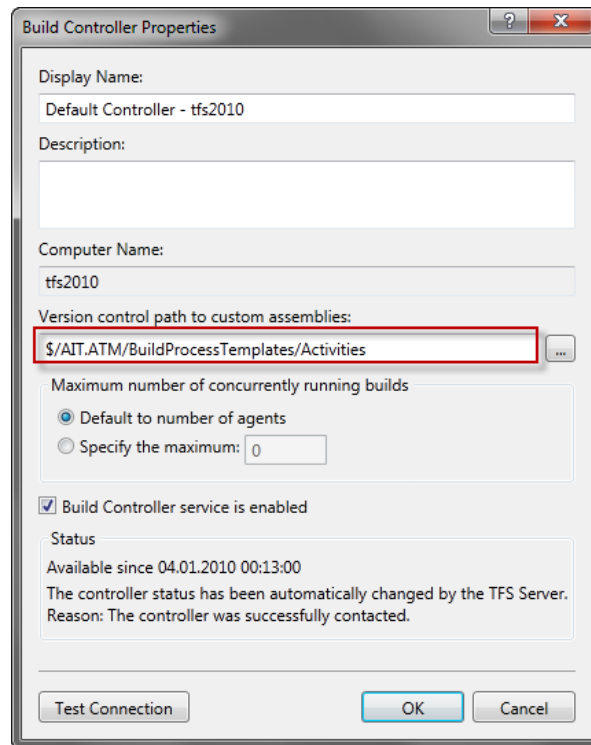 Build Controller Properties
Display Name:
Default Controller - tfs2010
Description:
Computer Name:
tfs2010
Version control path to custom assemblies:
$/AIT.ATM/BuildProcessTemplates/Activities
...
Maximum number of concurrently running builds
Default to number of agents
Specify the maximum: 0
Build Controller service is enabled
Status
Available since 04.01.2010 00:13:00
The controller status has been automatically changed by the TFS Server.
Reason: The controller was successfully contacted.
Test Connection OK Cancel